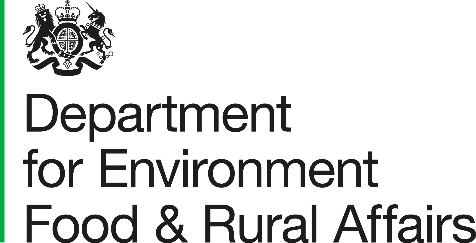 Department
for Environment
Food & Rural Affairs